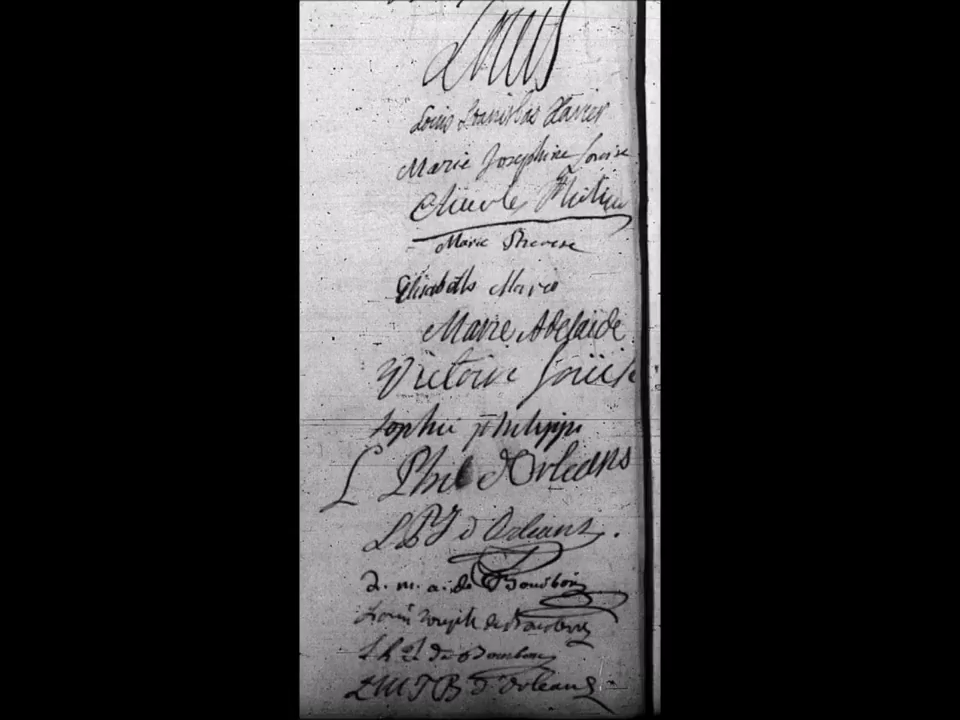 Louis
Louis Stanislas Xavier
Marie Josephine Louise
Charles Philippe
Marie Therese
Elisabeth Marie
Marie Adelaide
Victoire Louise
Sophie philippe
L Phil d'Orleans
L P J d'Orleans.
L. m. a. de Bourbon
Louis Joseph de Bourbon
L h J de Bourbon
L M T B d'orleans